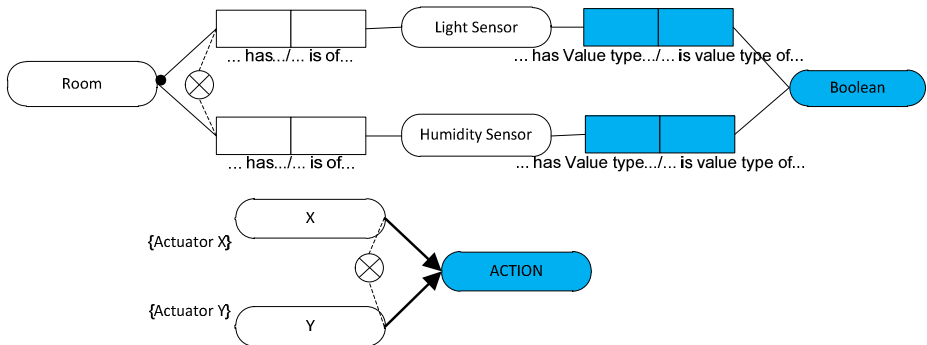 Light Sensor
... has.../... is of...
... has Value type.../... is value type of...
Room
Boolean
Humidity Sensor
... has.../... is of...
... has Value type.../... is value type of...
X
{Actuator X}
ACTION
{Actuator Y}
Y